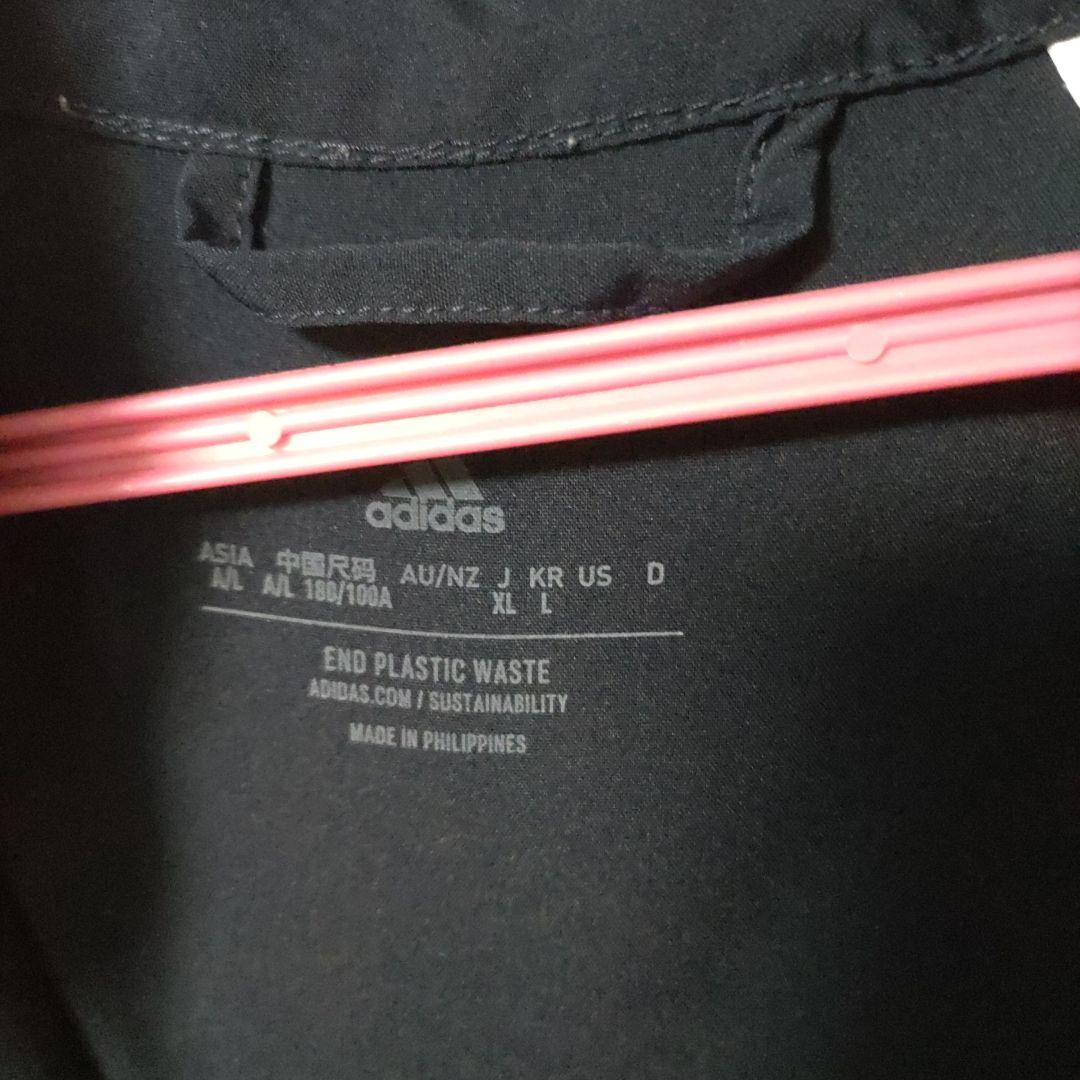 adidas
ASIA 中国尺码 AU/NZ J KR US D
A/L A/L 180/100A XL L
END PLASTIC WASTE
ADIDAS.COM / SUSTAINABILITY
MADE IN PHILIPPINES